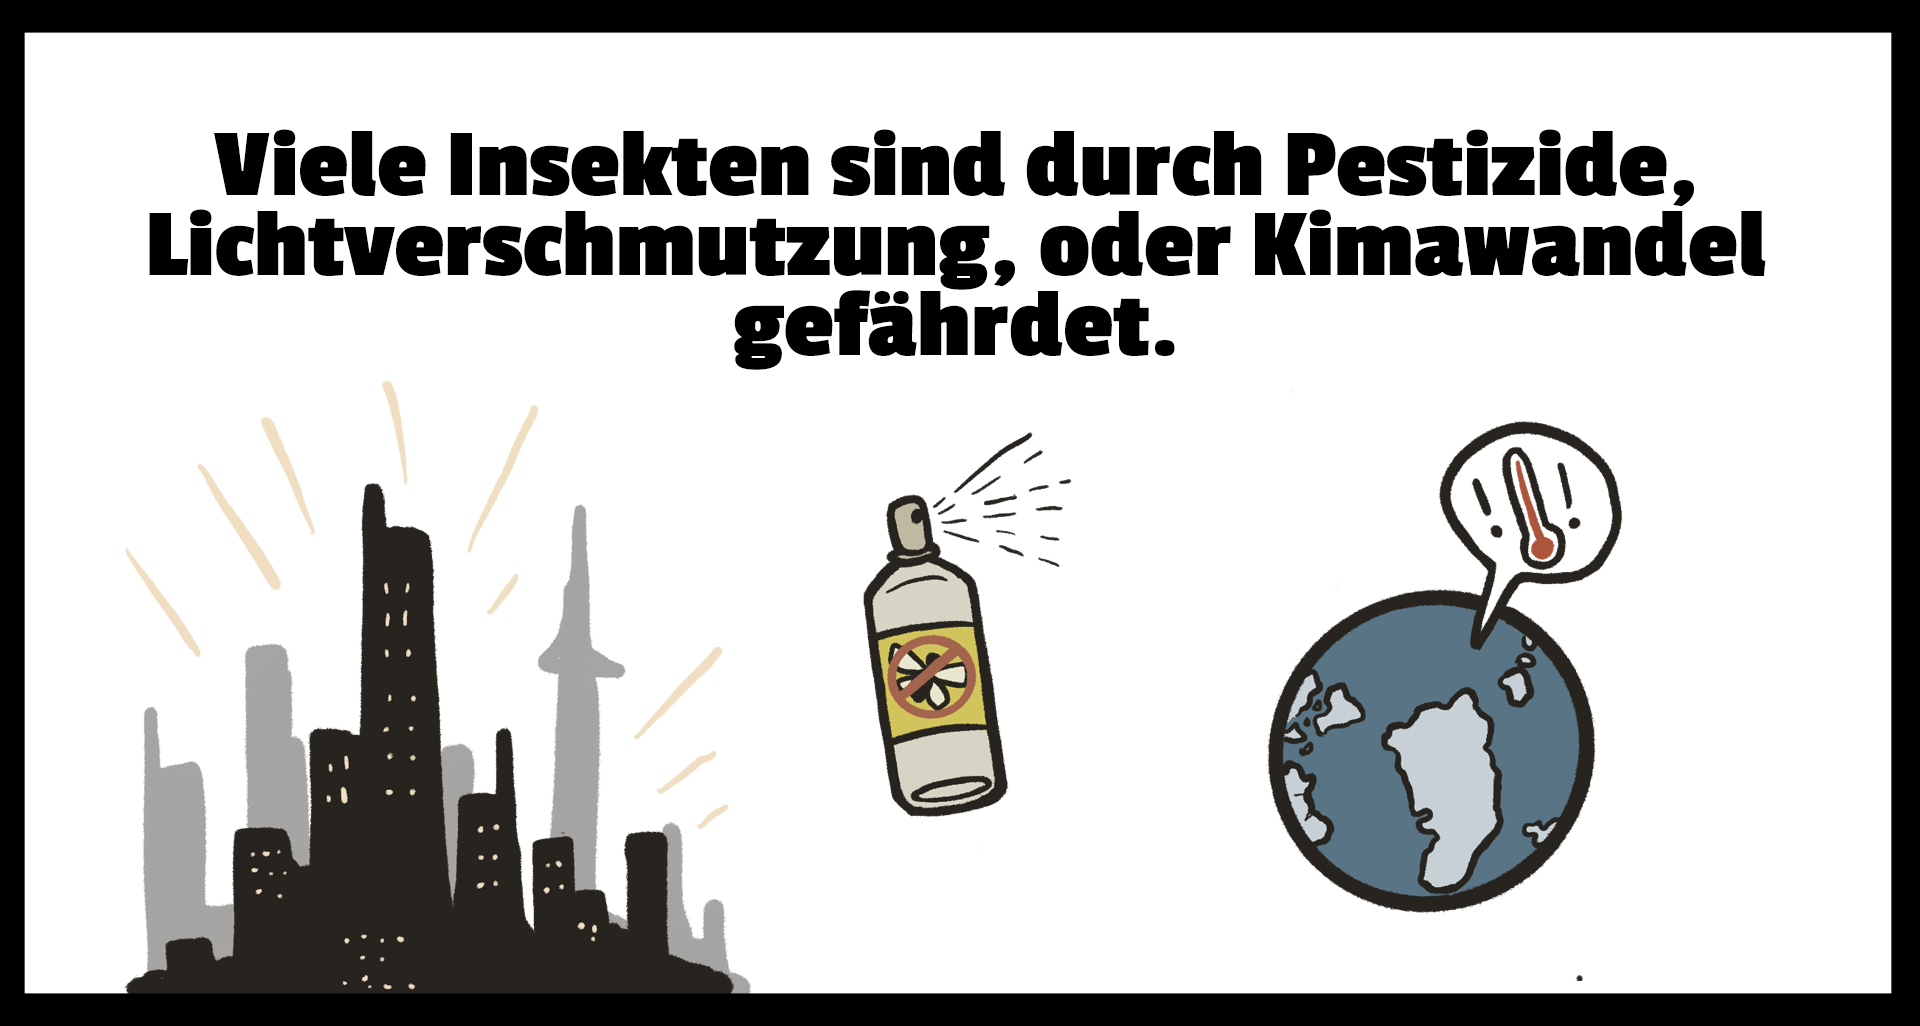 Viele Insekten sind durch Pestizide,
Lichtverschmutzung, oder Kimawandel
gefährdet.